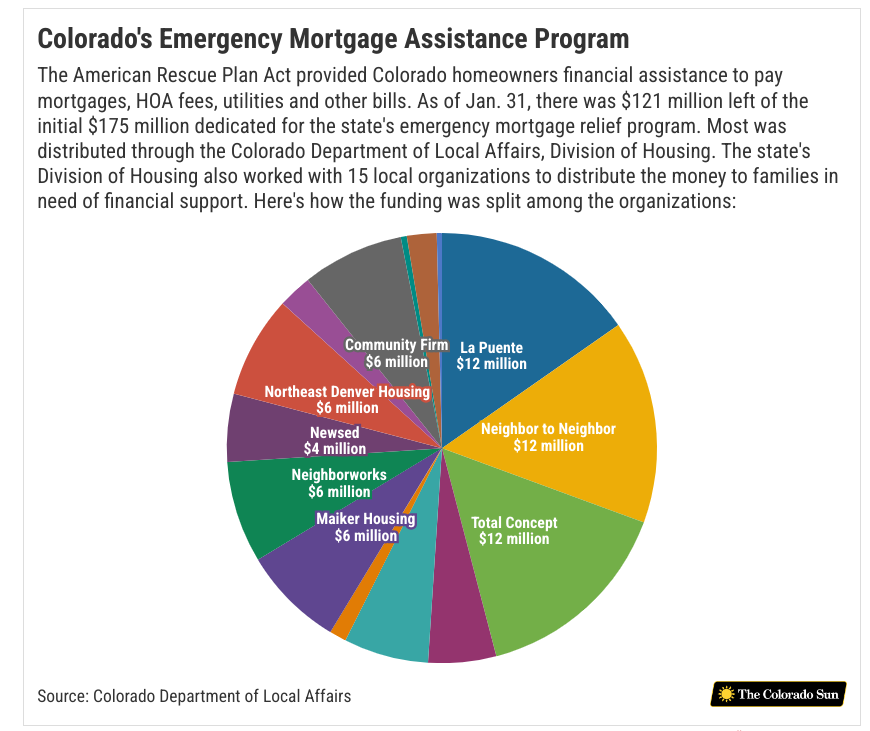 Colorado's Emergency Mortgage Assistance Program
The American Rescue Plan Act provided Colorado homeowners financial assistance to pay
mortgages, HOA fees, utilities and other bills. As of Jan. 31, there was $121 million left of the
initial $175 million dedicated for the state's emergency mortgage relief program. Most was
distributed through the Colorado Department of Local Affairs, Division of Housing. The state's
Division of Housing also worked with 15 local organizations to distribute the money to families in
need of financial support. Here's how the funding was split among the organizations:
Community Firm
$6 million
La Puente
$12 million
Northeast Denver Housing
$6 million
Newsed
$4 million
Neighbor to Neighbor
$12 million
Neighborworks
$6 million
Maiker Housing
$6 million
Total Concept
$12 million
Source: Colorado Department of Local Affairs
The Colorado Sun